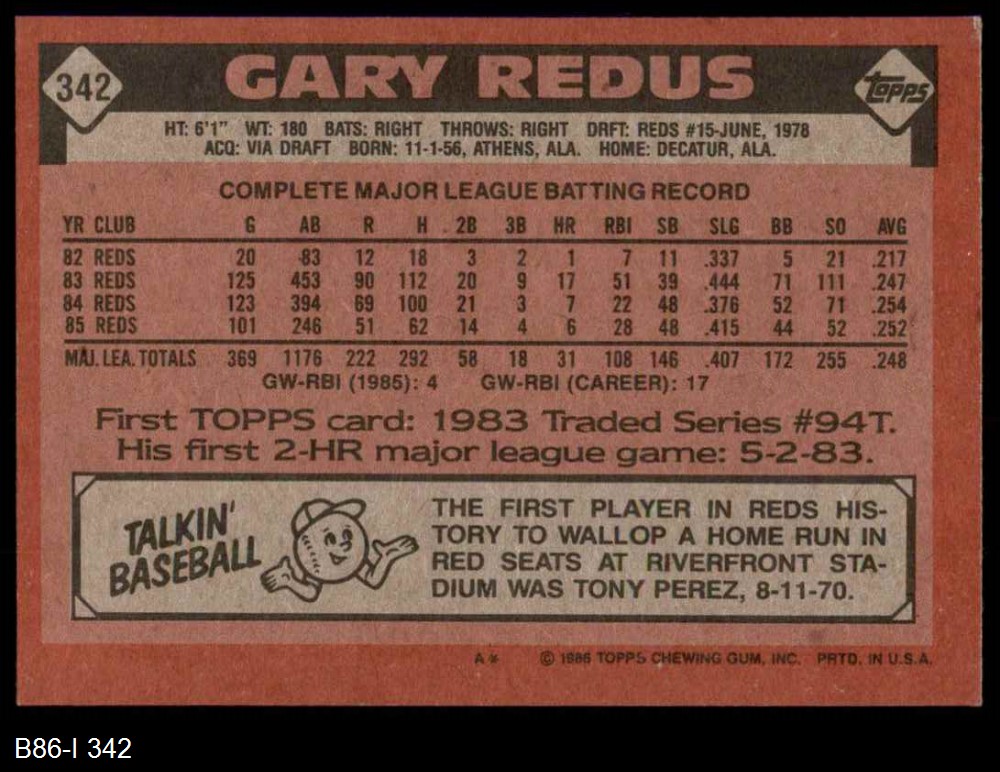 342
GARY REDUS
Topps
HT: 6'1" WT: 180 BATS: RIGHT THROWS: RIGHT DRFT: REDS #15-JUNE, 1978
ACQ: VIA DRAFT BORN: 11-1-56, ATHENS, ALA. HOME: DECATUR, ALA.
COMPLETE MAJOR LEAGUE BATTING RECORD
YR CLUB G AB R H 2B 3B HR RBI SB SLG BB SO AVG
82 REDS 20 83 12 18 3 2 1 7 11 .337 5 21 .217
83 REDS 125 453 90 112 20 9 17 51 39 .444 71 111 .247
84 REDS 123 394 69 100 21 3 7 22 48 .376 52 71 .254
85 REDS 101 246 51 62 14 4 6 28 48 .415 44 52 .252
MAJ. LEA. TOTALS 369 1176 222 292 58 18 31 108 146 .407 172 255 .248
GW-RBI (1985): 4 GW-RBI (CAREER): 17
First TOPPS card: 1983 Traded Series #94T.
His first 2-HR major league game: 5-2-83.
TALKIN'
BASEBALL
THE FIRST PLAYER IN REDS HIS-
TORY TO WALLOP A HOME RUN IN
RED SEATS AT RIVERFRONT STA-
DIUM WAS TONY PEREZ, 8-11-70.
A* © 1986 TOPPS CHEWING GUM, INC. PRTD. IN U.S.A.
B86-I 342